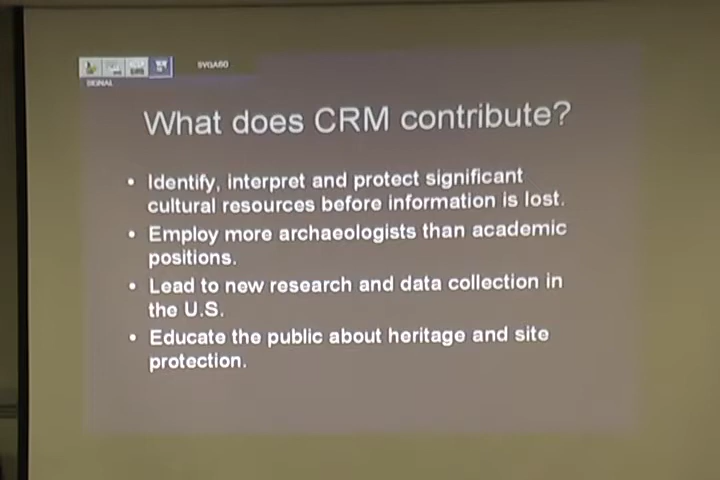 SVGA60
SIGNAL
What does CRM contribute?
• Identify, interpret and protect significant
cultural resources before information is lost.
• Employ more archaeologists than academic
positions.
• Lead to new research and data collection in
the U.S.
• Educate the public about heritage and site
protection.